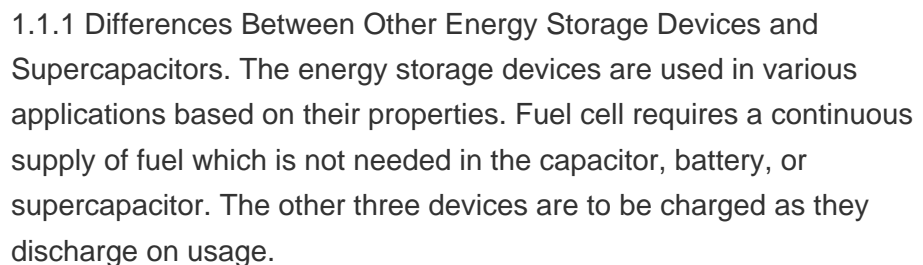 1.1.1 Differences Between Other Energy Storage Devices and
Supercapacitors. The energy storage devices are used in various
applications based on their properties. Fuel cell requires a continuous
supply of fuel which is not needed in the capacitor, battery, or
supercapacitor. The other three devices are to be charged as they
discharge on usage.